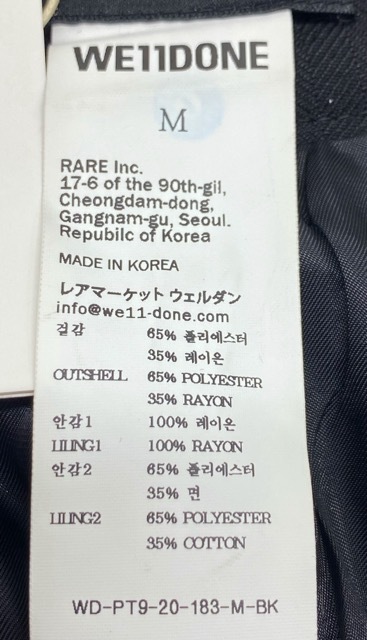 WE11DONE
M
RARE Inc.
17-6 of the 90th-gil,
Cheongdam-dong,
Gangnam-gu, Seoul.
Republic of Korea
MADE IN KOREA
レアマーケット ウェルダン
info@we11-done.com
겉감 65% 폴리에스터
35% 레이온
OUTSHELL 65% POLYESTER
35% RAYON
안감1 100% 레이온
LILING1 100% RAYON
안감2 65% 폴리에스터
35% 면
LILING2 65% POLYESTER
35% COTTON
WD-PT9-20-183-M-BK